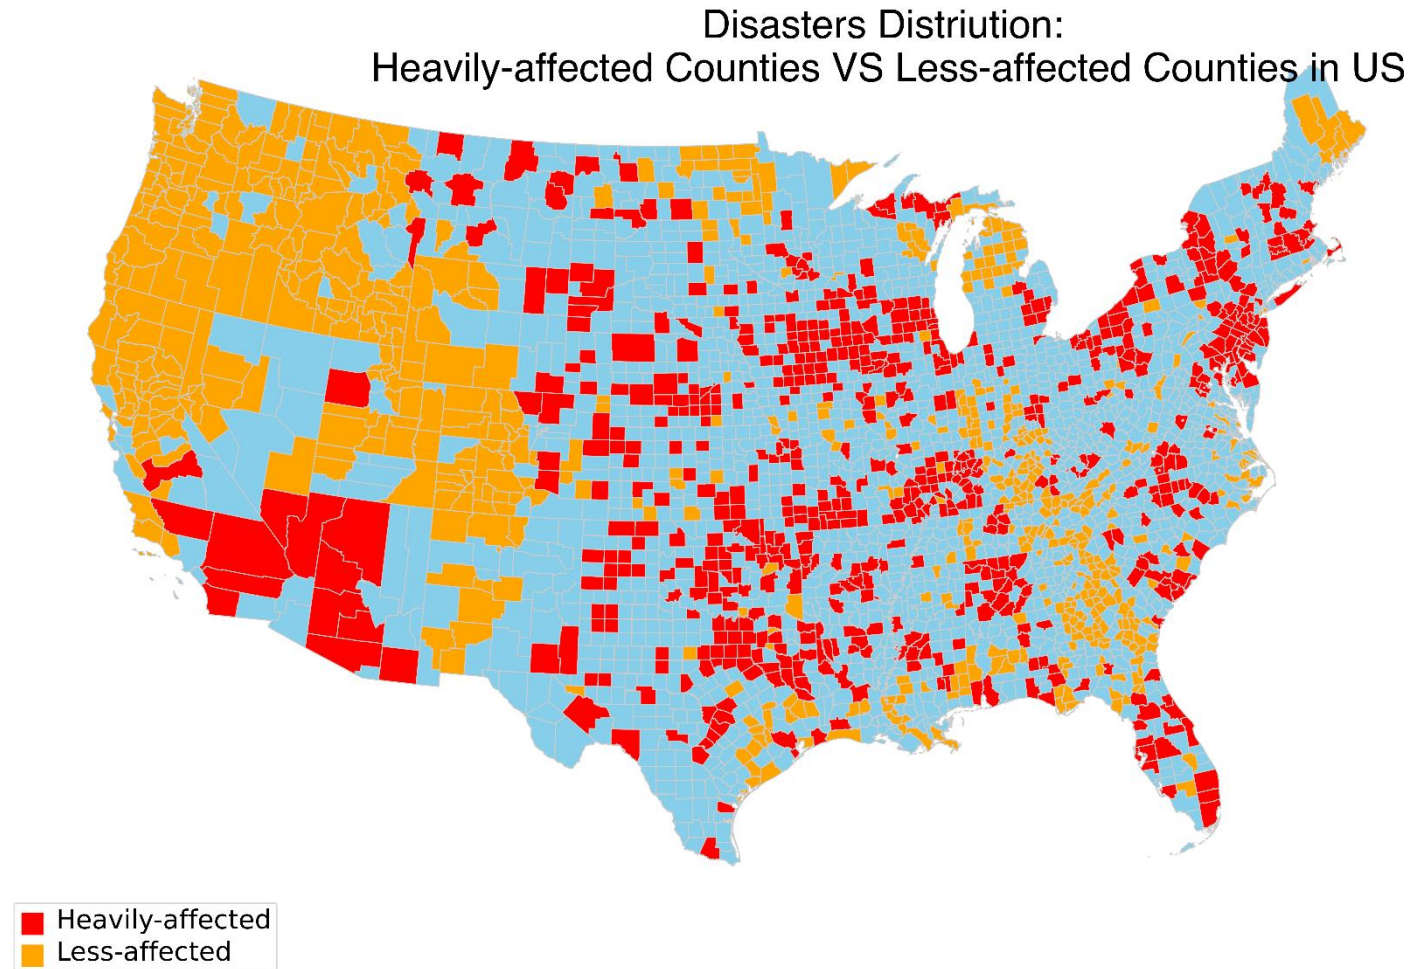 Disasters Distriution:
Heavily-affected Counties VS Less-affected Counties in US
Heavily-affected
Less-affected